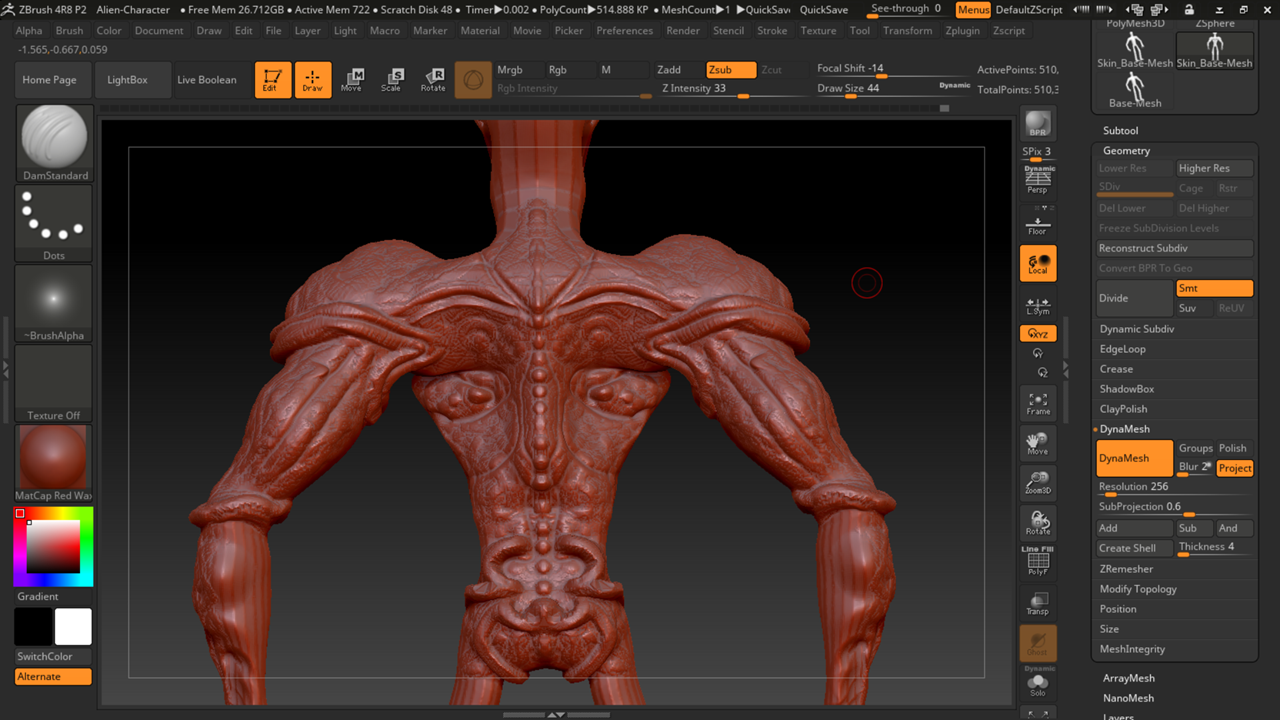 ZBrush 4R8 P2 Alien-Character • Free Mem 26.712GB • Active Mem 722 • Scratch Disk 48 • Timer▶0.002 • PolyCount▶514.888 KP • MeshCount▶1 ▶QuickSave QuickSave See-through 0 Menus DefaultZScript
Alpha Brush Color Document Draw Edit File Layer Light Macro Marker Material Movie Picker Preferences Render Stencil Stroke Texture Tool Transform Zplugin Zscript
-1.565,-0.667,0.059
Home Page LightBox Live Boolean Edit Draw Move Scale Rotate
Mrgb Rgb M Zadd Zsub Zcut Focal Shift -14 ActivePoints: 510,
Rgb Intensity Z Intensity 33 Draw Size 44 Dynamic TotalPoints: 510,3
DamStandard
Dots
~BrushAlpha
Texture Off
MatCap Red Wax
Gradient
SwitchColor
Alternate
BPR
SPix 3
Dynamic
Persp
Floor
Local
L.Sym
XYZ
Frame
Move
Zoom3D
Rotate
Line Fill
PolyF
Transp
Ghost
Dynamic
Solo
PolyMesh3D ZSphere
Skin_Base-Mesh Skin_Base-Mesh
Base-Mesh
Subtool
Geometry
Lower Res Higher Res
SDiv Cage Rstr
Del Lower Del Higher
Freeze SubDivision Levels
Reconstruct Subdiv
Convert BPR To Geo
Divide Smt
Suv ReUV
Dynamic Subdiv
EdgeLoop
Crease
ShadowBox
ClayPolish
DynaMesh
DynaMesh Groups Polish
Blur 2 Project
Resolution 256
SubProjection 0.6
Add Sub And
Create Shell Thickness 4
ZRemesher
Modify Topology
Position
Size
MeshIntegrity
ArrayMesh
NanoMesh
Layers